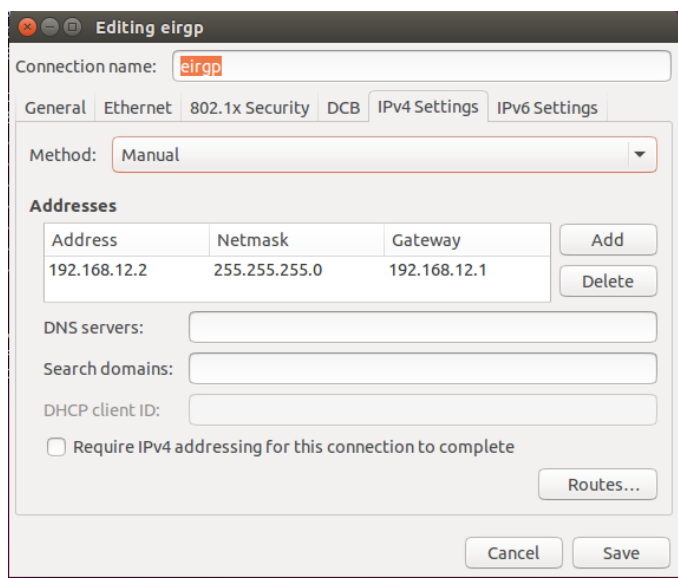 Editing eirgp
Connection name: eirgp
General Ethernet 802.1x Security DCB IPv4 Settings IPv6 Settings
Method: Manual
Addresses
Address Netmask Gateway Add
192.168.12.2 255.255.255.0 192.168.12.1
Delete
DNS servers:
Search domains:
DHCP client ID:
Require IPv4 addressing for this connection to complete
Routes...
Cancel Save